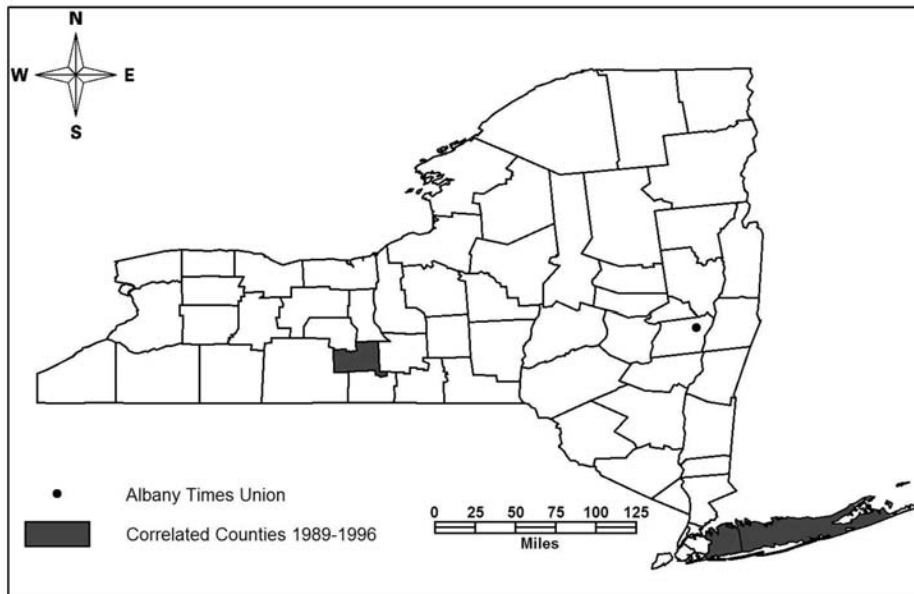 N
W E
S
Albany Times Union
Correlated Counties 1989-1996
0 25 50 75 100 125
Miles